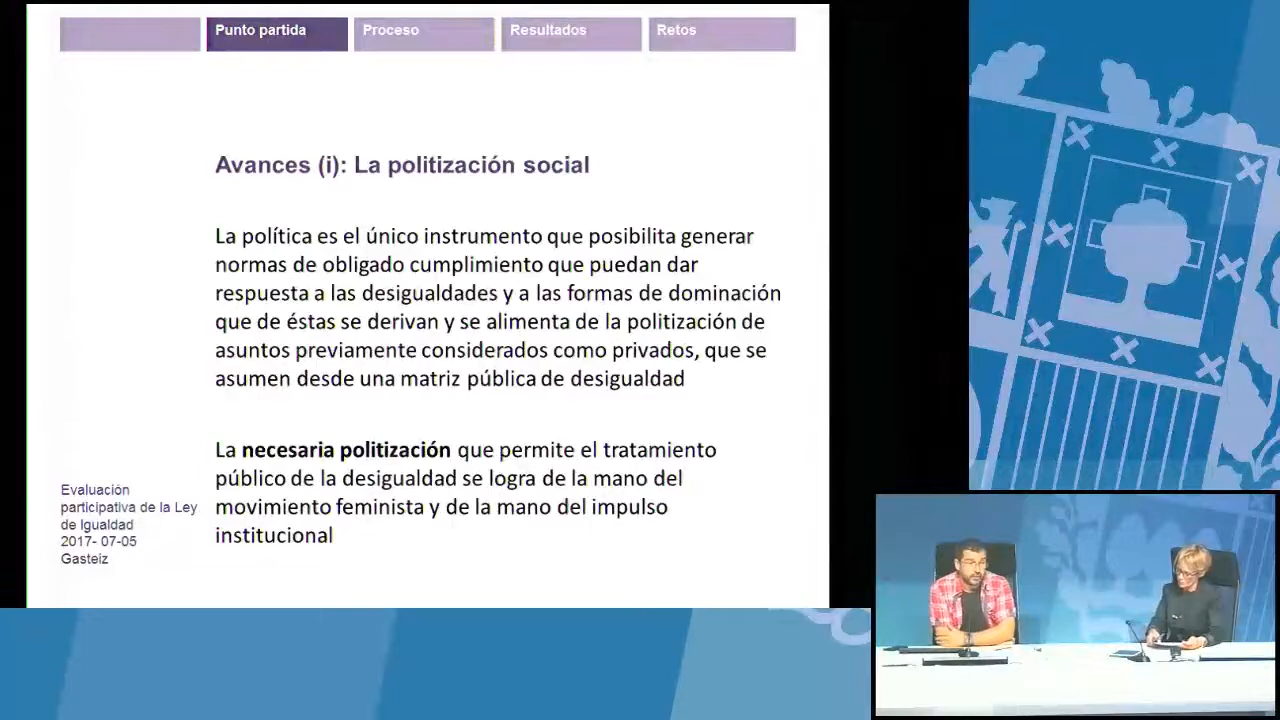 Punto partida
Proceso
Resultados
Retos
Avances (i): La politización social
La política es el único instrumento que posibilita generar
normas de obligado cumplimiento que puedan dar
respuesta a las desigualdades y a las formas de dominación
que de éstas se derivan y se alimenta de la politización de
asuntos previamente considerados como privados, que se
asumen desde una matriz pública de desigualdad
La necesaria politización que permite el tratamiento
público de la desigualdad se logra de la mano del
movimiento feminista y de la mano del impulso
institucional
Evaluación
participativa de la Ley
de Igualdad
2017- 07-05
Gasteiz